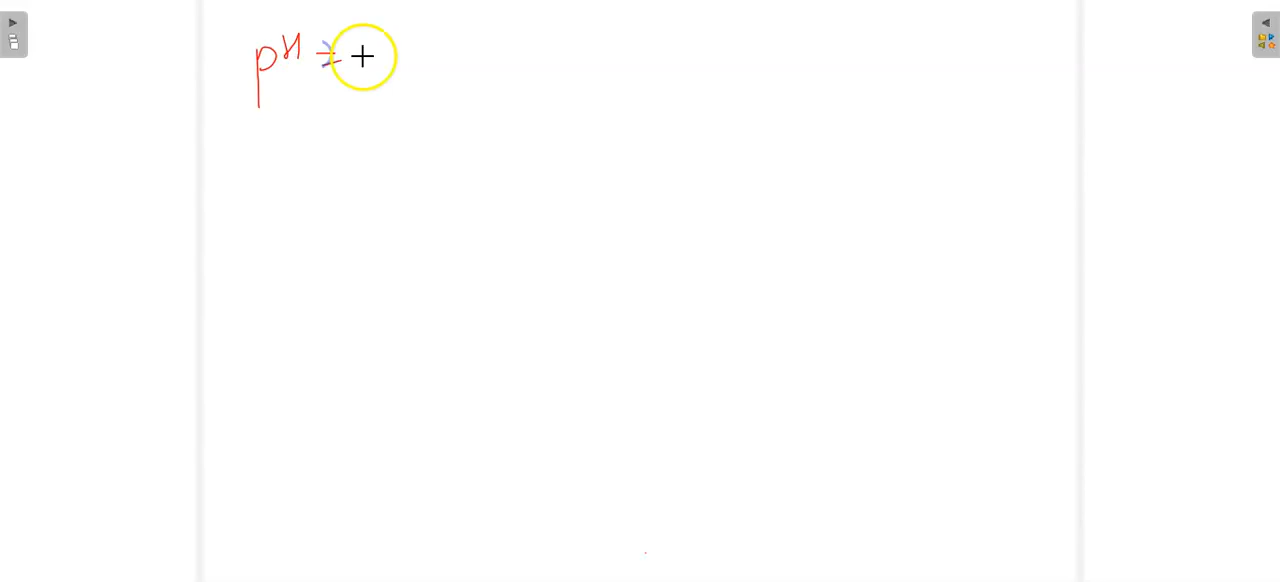 pH =